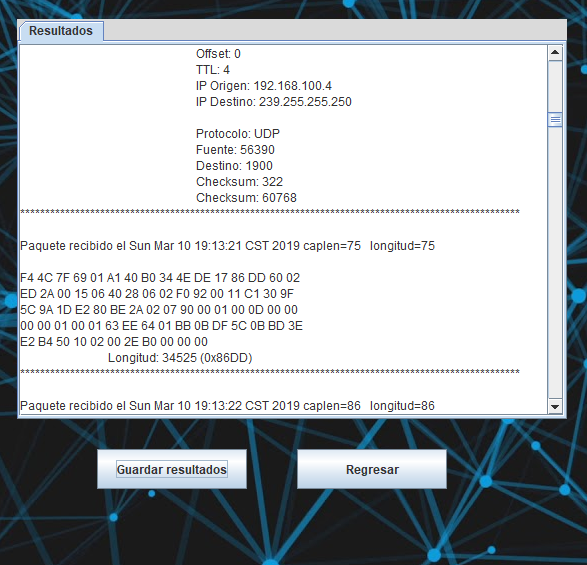 Resultados
Offset: 0
TTL: 4
IP Origen: 192.168.100.4
IP Destino: 239.255.255.250
Protocolo: UDP
Fuente: 56390
Destino: 1900
Checksum: 322
Checksum: 60768
****************************************************************************************************
Paquete recibido el Sun Mar 10 19:13:21 CST 2019 caplen=75 longitud=75
F4 4C 7F 69 01 A1 40 B0 34 4E DE 17 86 DD 60 02
ED 2A 00 15 06 40 28 06 02 F0 92 00 11 C1 30 9F
5C 9A 1D E2 80 BE 2A 02 07 90 00 01 00 0D 00 00
00 00 01 00 01 63 EE 64 01 BB 0B DF 5C 0B BD 3E
E2 B4 50 10 02 00 2E B0 00 00 00
Longitud: 34525 (0x86DD)
****************************************************************************************************
Paquete recibido el Sun Mar 10 19:13:22 CST 2019 caplen=86 longitud=86
Guardar resultados
Regresar